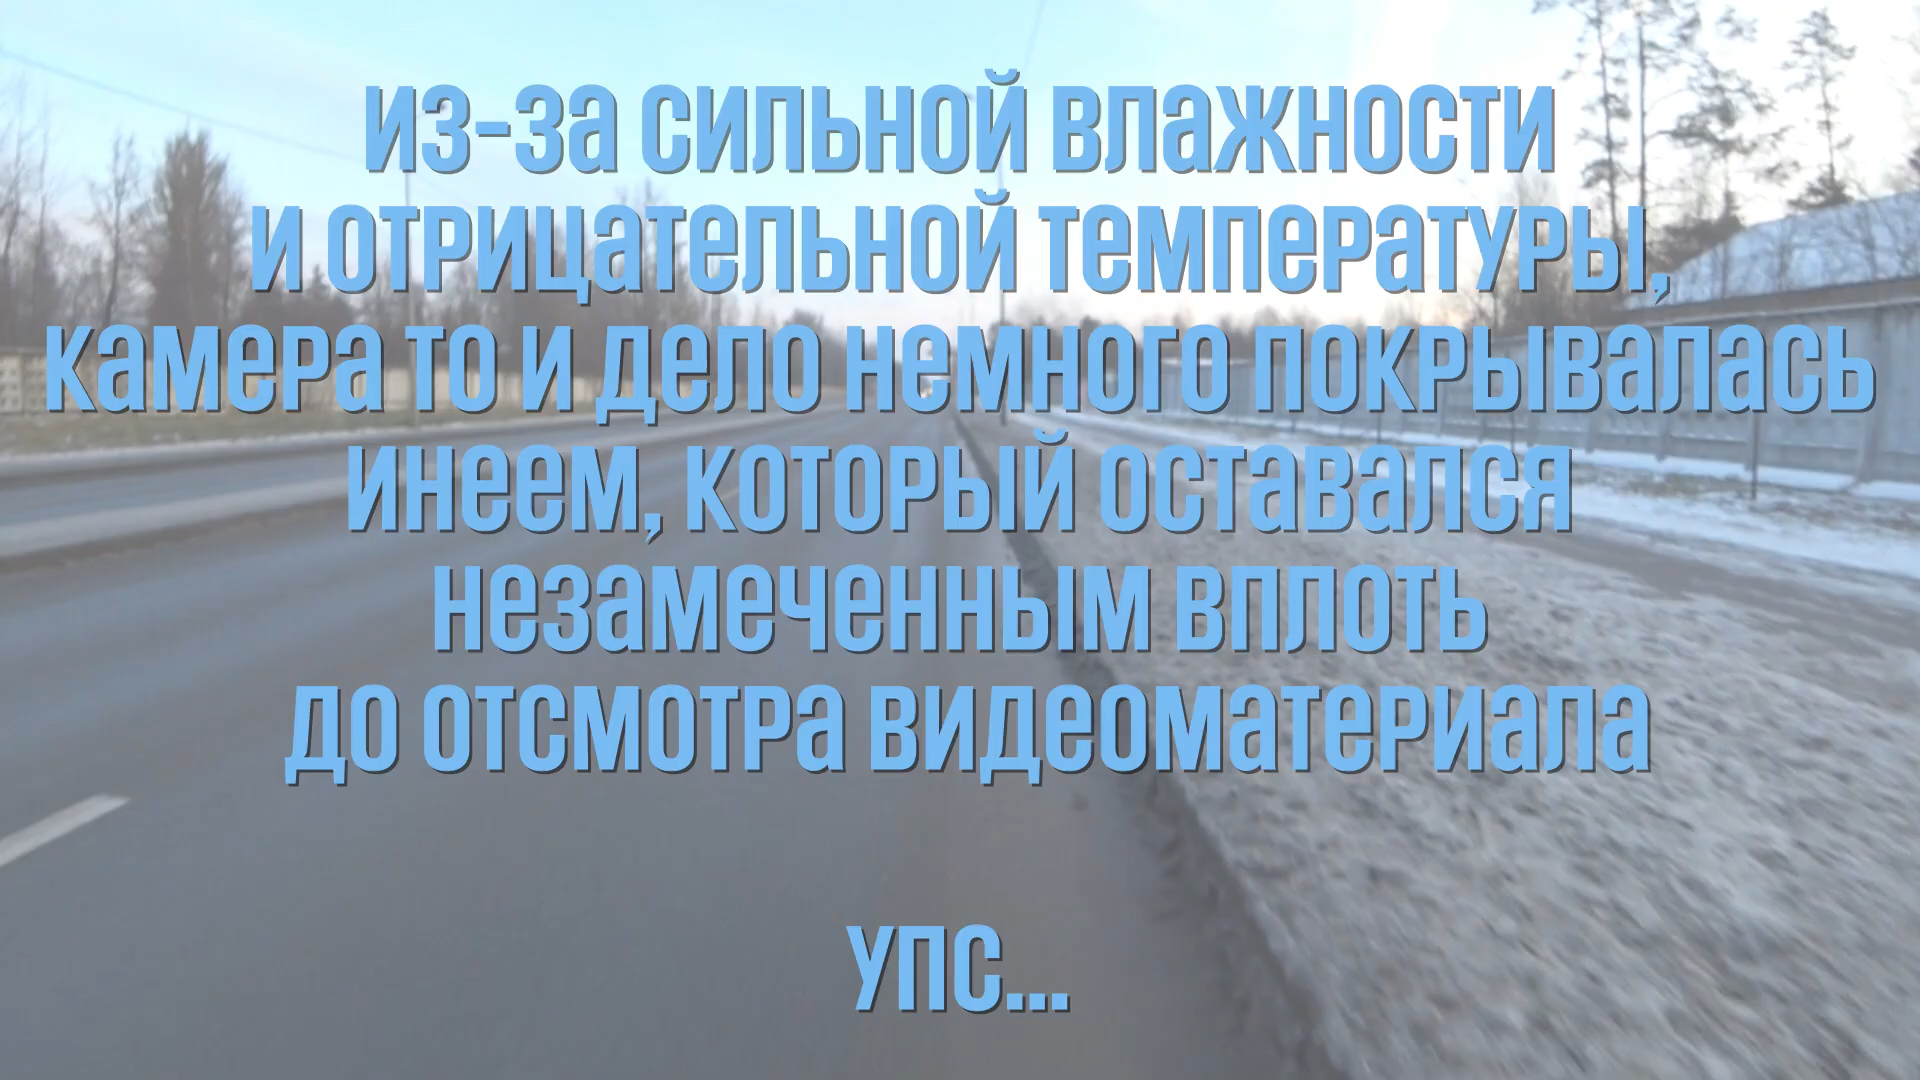 из-за сильной влажности
и отрицательной температуры,
камера то и дело немного покрывалась
инеем, который оставался
незамеченным вплоть
до отсмотра видеоматериала
упс...